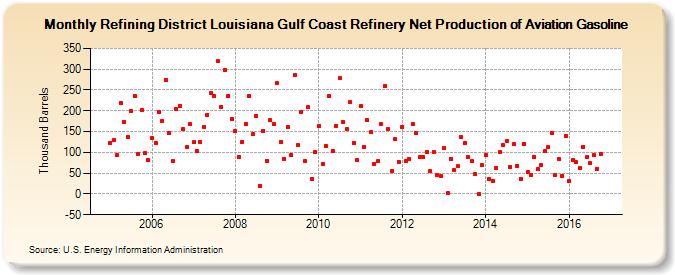 Monthly Refining District Louisiana Gulf Coast Refinery Net Production of Aviation Gasoline
Thousand Barrels
350
300
250
200
150
100
50
0
-50
2006 2008 2010 2012 2014 2016
Source: U.S. Energy Information Administration